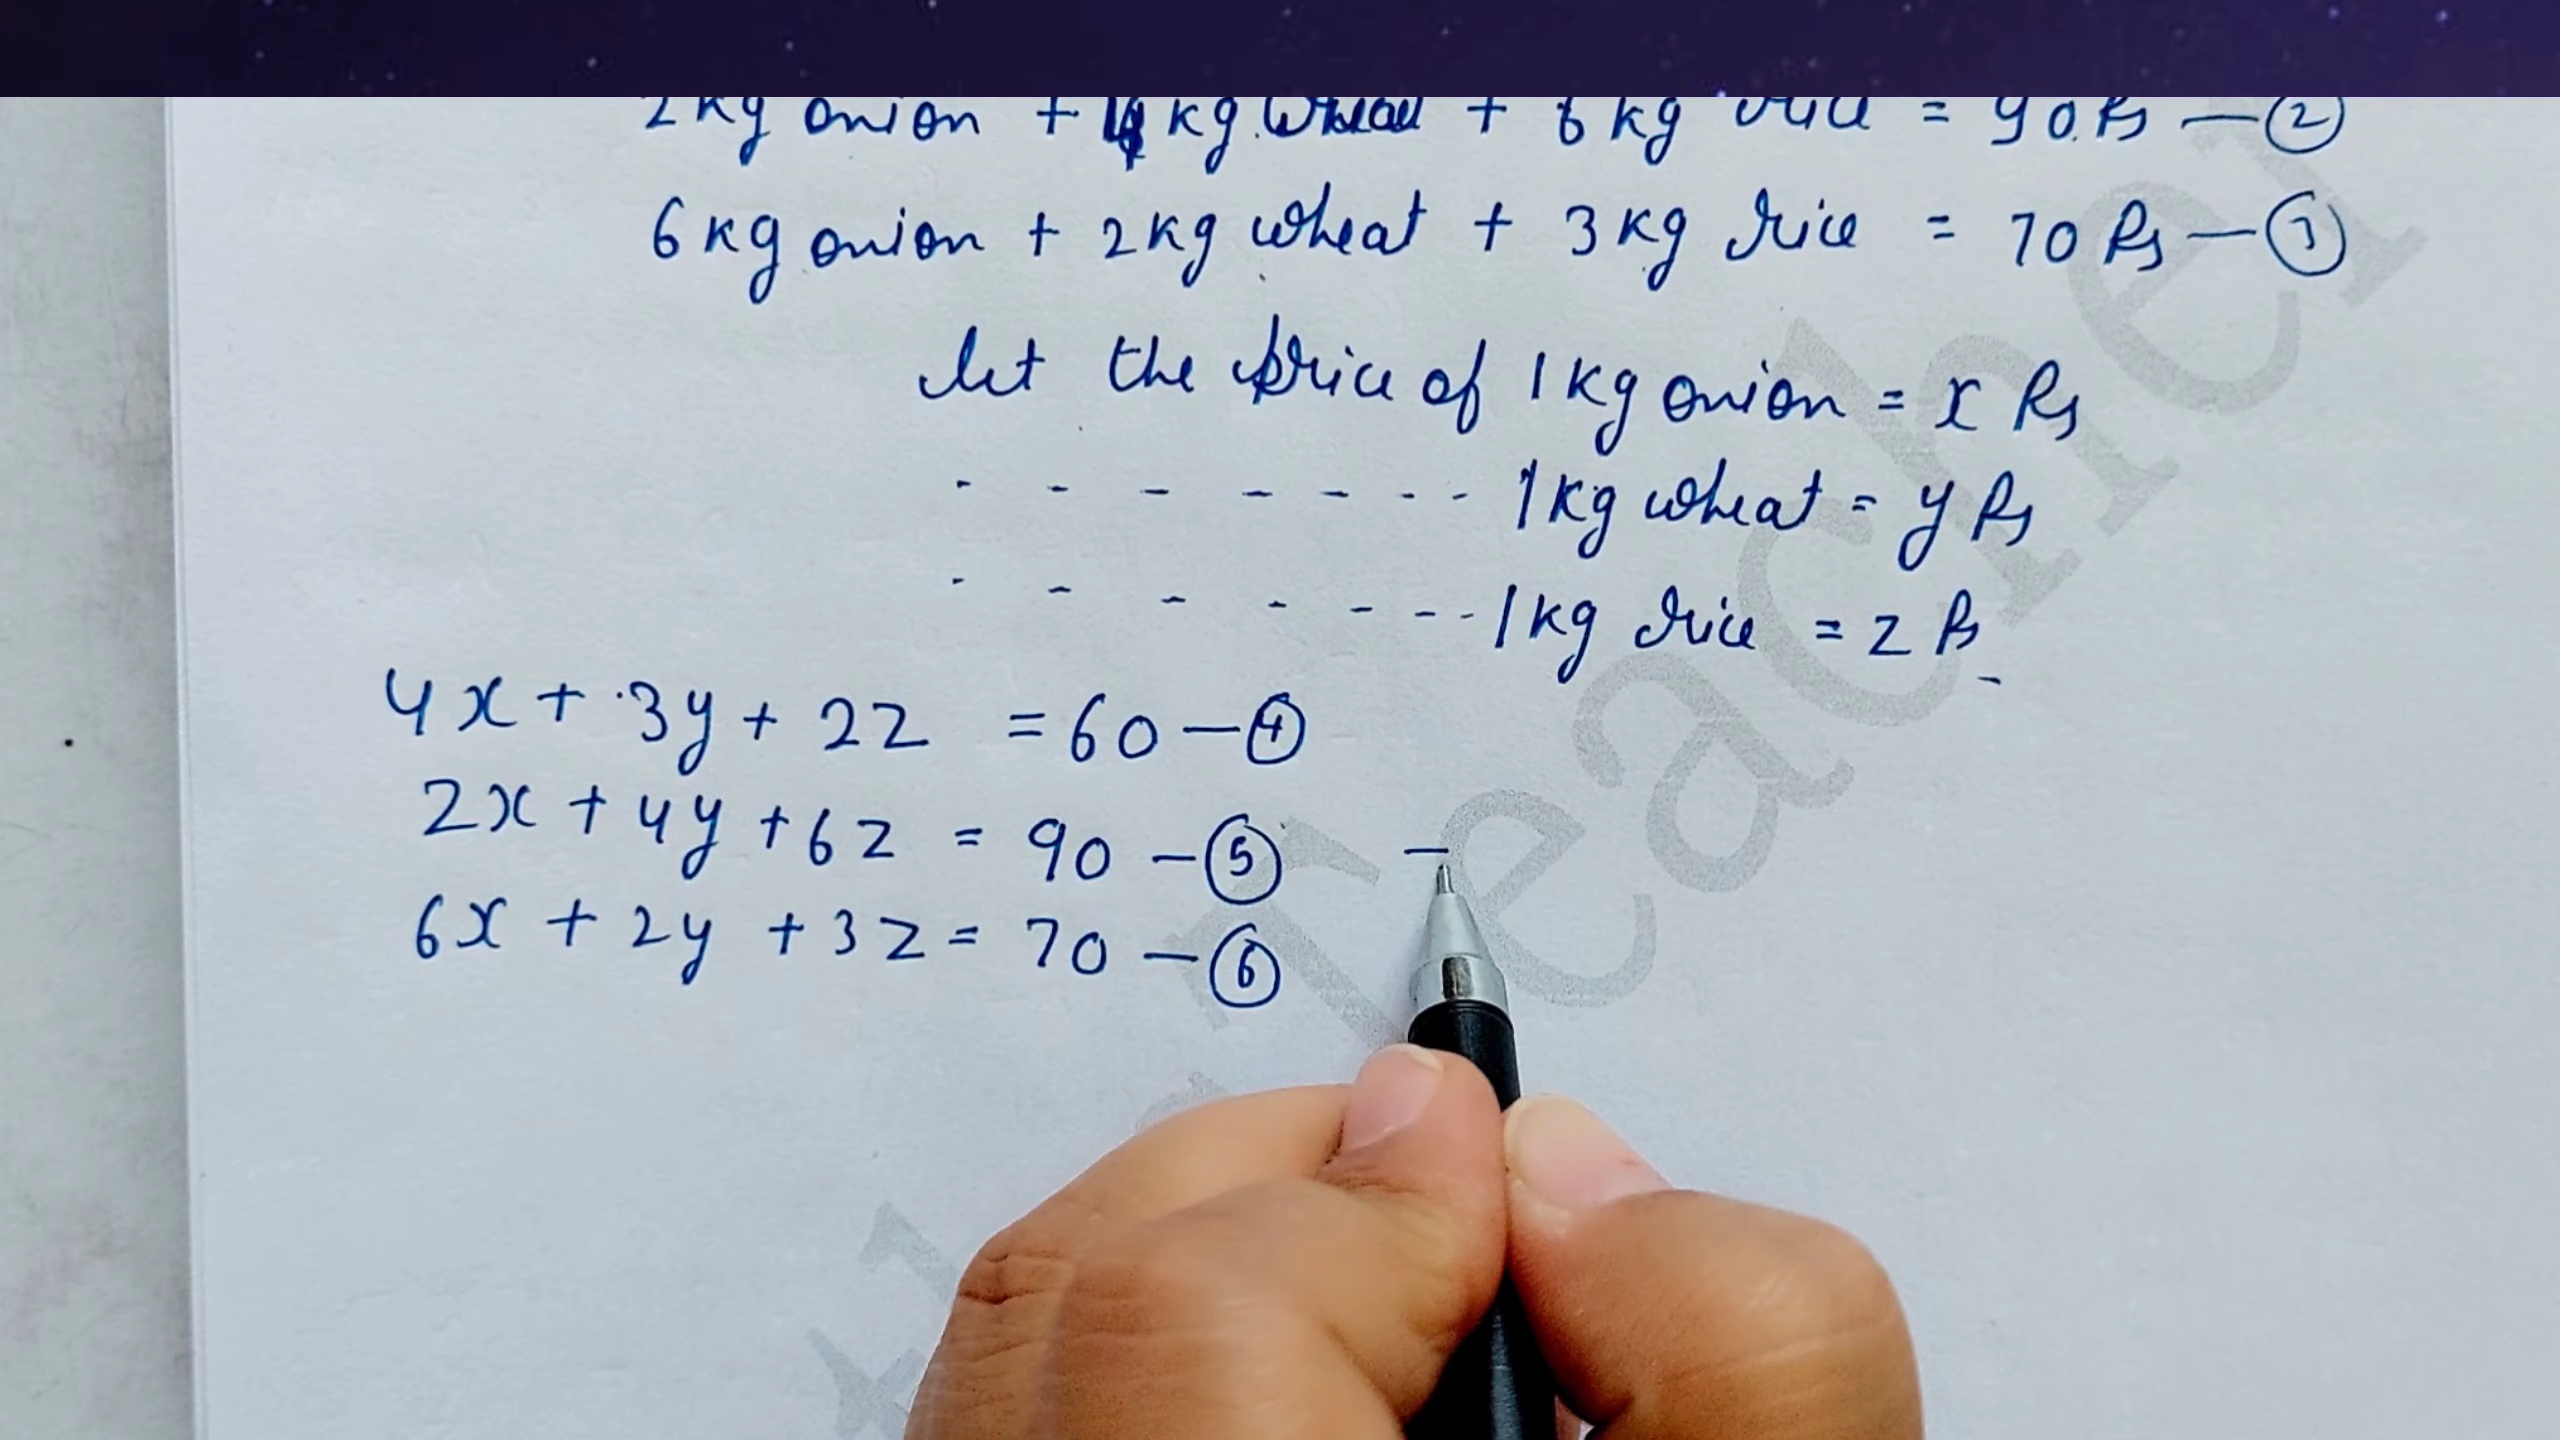 2kg onion + 4kg wheat + 6kg rice = 90 Rs — ②
6kg onion + 2kg wheat + 3kg rice = 70 Rs — ③
let the price of 1kg onion = x Rs
- - - - - - - 1kg wheat = y Rs
- - - - - - - 1kg rice = z Rs
4x + 3y + 2z = 60 — ④
2x + 4y + 6z = 90 — ⑤
6x + 2y + 3z = 70 — ⑥
Teacher